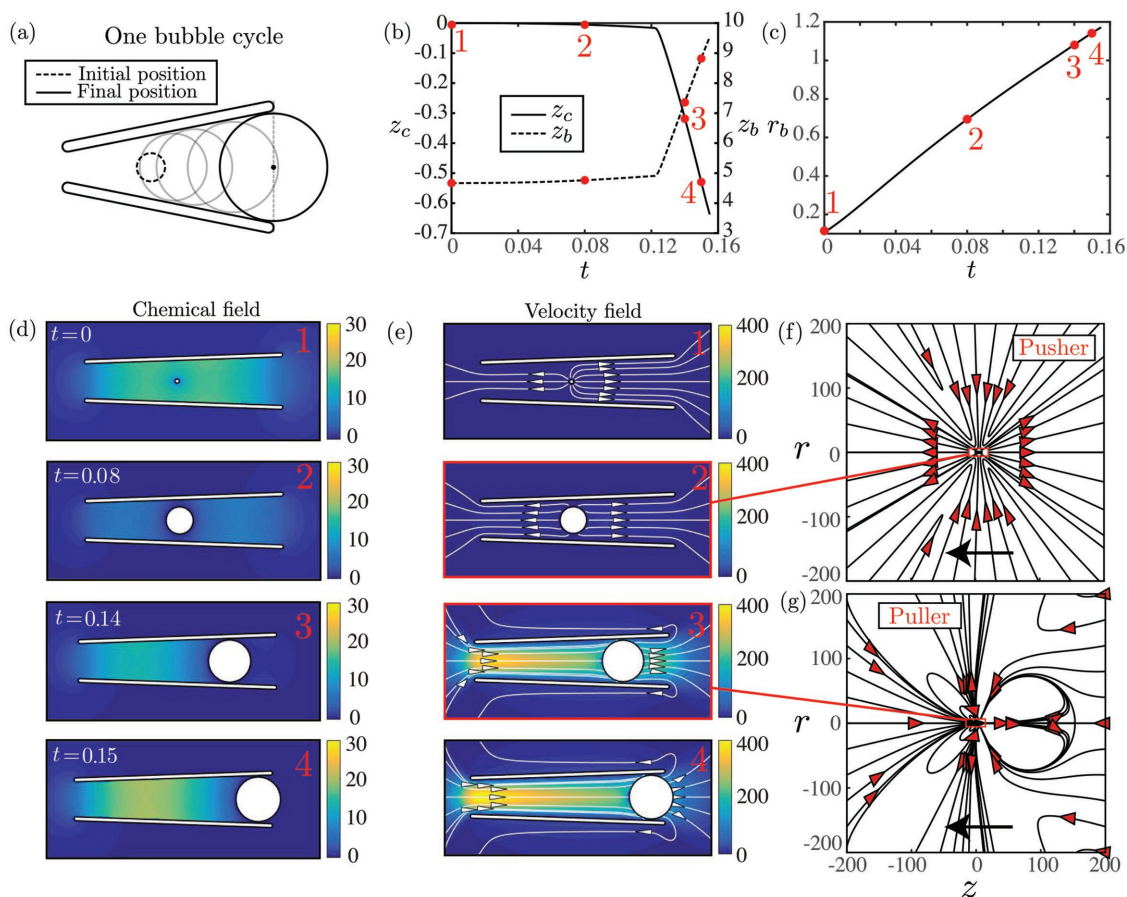 (a)
One bubble cycle
Initial position
Final position
(b)
0
-0.1
-0.2
-0.3
-0.4
-0.5
-0.6
-0.7
z_c
10
9
8
7
6
5
4
3
z_b
0 0.04 0.08 0.12 0.16
t
z_c
z_b
1
2
3
4
(c)
1.2
1.0
0.8
0.6
0.4
0.2
r_b
0 0.04 0.08 0.12 0.16
t
1
2
3
4
(d)
Chemical field
t=0
1
30
20
10
0
t=0.08
2
30
20
10
0
t=0.14
3
30
20
10
0
t=0.15
4
30
20
10
0
(e)
Velocity field
1
400
200
0
2
400
200
0
3
400
200
0
4
400
200
0
(f)
Pusher
200
100
0
-100
-200
r
(g)
Puller
200
100
0
-100
-200
r
-200 -100 0 100 200
z